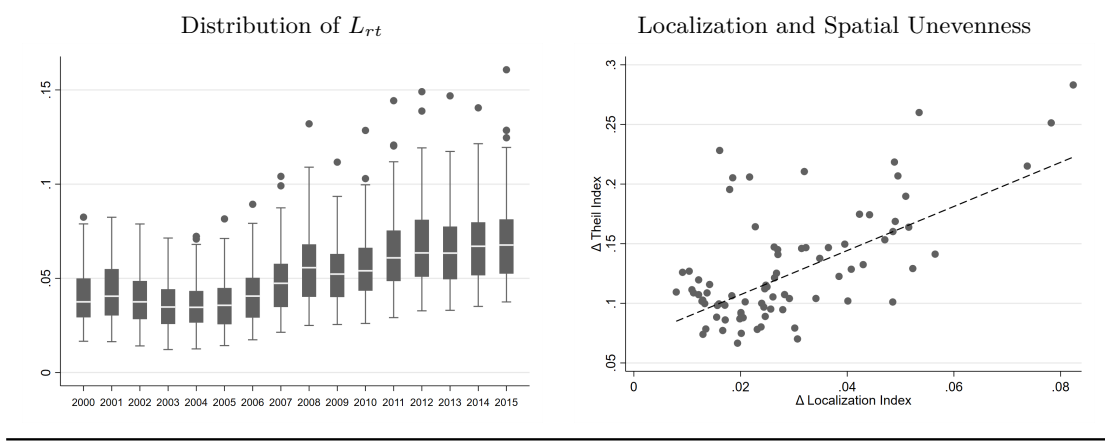 Distribution of L_rt
.15
.1
.05
0
2000 2001 2002 2003 2004 2005 2006 2007 2008 2009 2010 2011 2012 2013 2014 2015
Localization and Spatial Unevenness
Δ Theil Index
.3
.25
.2
.15
.1
.05
0 .02 .04 .06 .08
Δ Localization Index